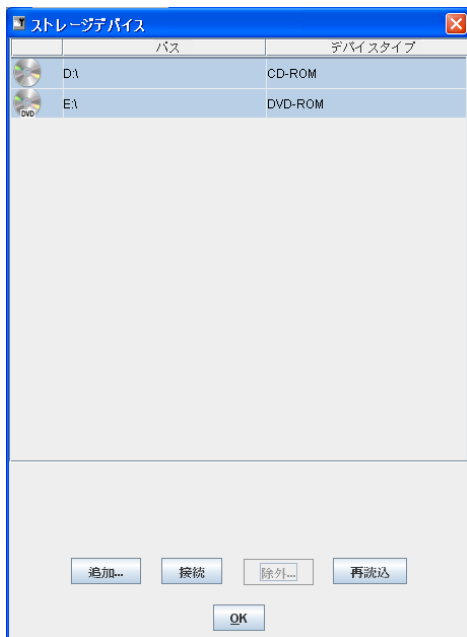 ストレージデバイス
パス デバイスタイプ
D:\ CD-ROM
DVD E:\ DVD-ROM
追加... 接続 除外... 再読込
OK